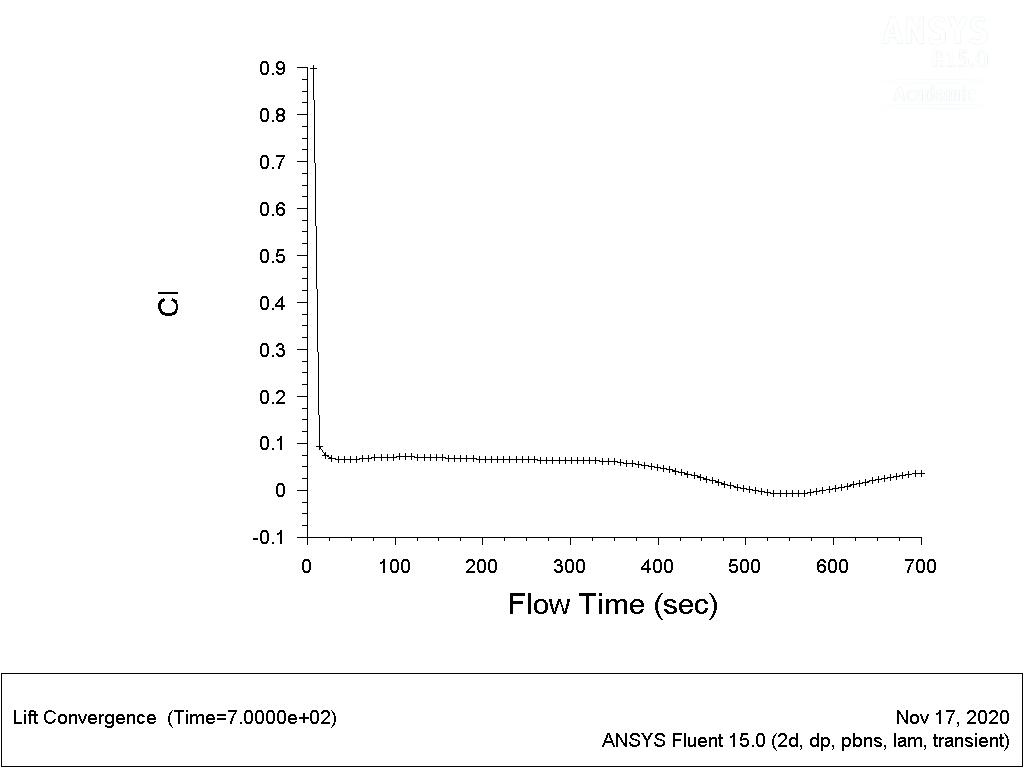 ANSYS
R15.0
Academic
0.9
0.8
0.7
0.6
0.5
0.4
0.3
0.2
0.1
0
-0.1
Cl
0 100 200 300 400 500 600 700
Flow Time (sec)
Lift Convergence (Time=7.0000e+02)
Nov 17, 2020
ANSYS Fluent 15.0 (2d, dp, pbns, lam, transient)